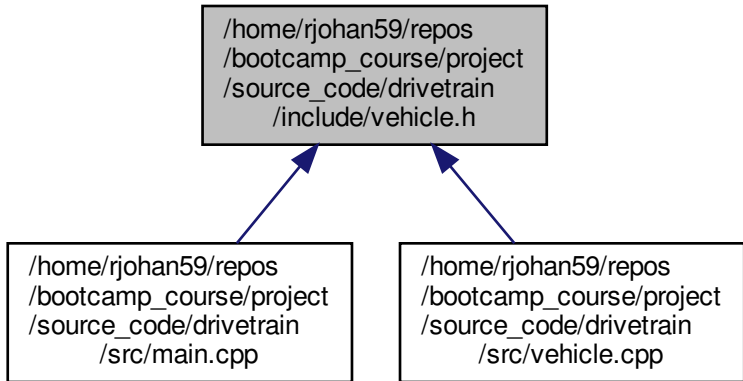 /home/rjohan59/repos
/bootcamp_course/project
/source_code/drivetrain
/include/vehicle.h
/home/rjohan59/repos
/bootcamp_course/project
/source_code/drivetrain
/src/main.cpp
/home/rjohan59/repos
/bootcamp_course/project
/source_code/drivetrain
/src/vehicle.cpp